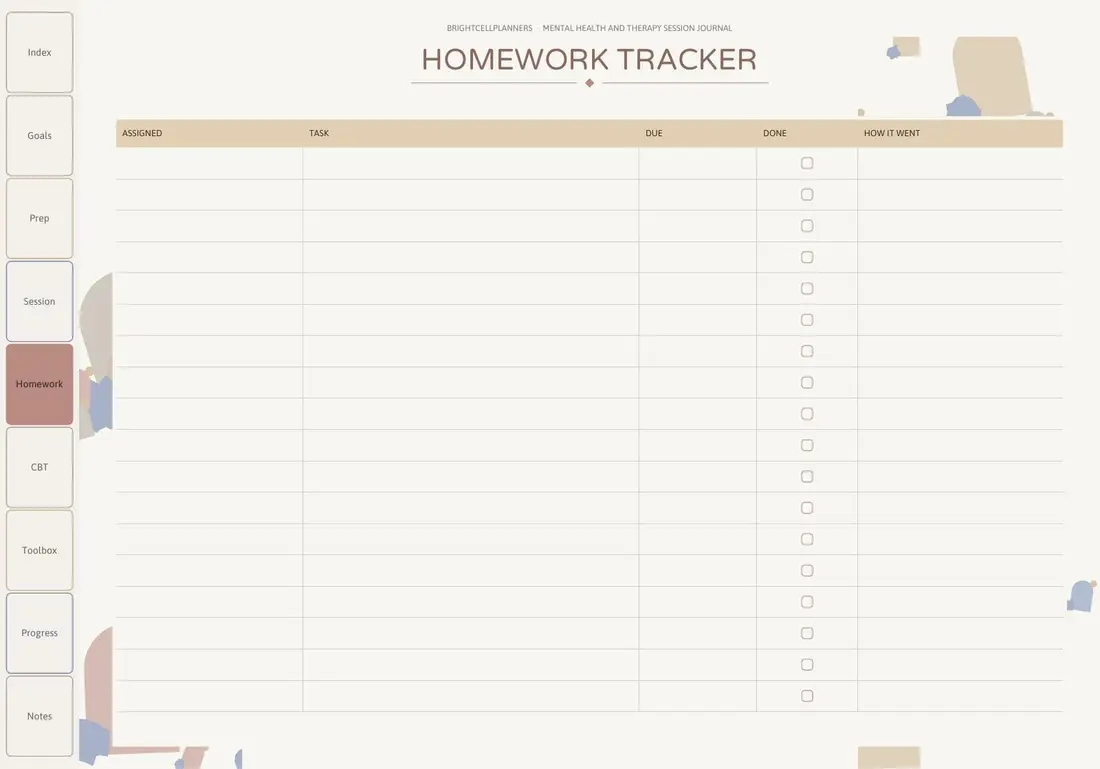 BRIGHTCELLPLANNERS MENTAL HEALTH AND THERAPY SESSION JOURNAL
HOMEWORK TRACKER
ASSIGNED TASK DUE DONE HOW IT WENT
Index
Goals
Prep
Session
Homework
CBT
Toolbox
Progress
Notes